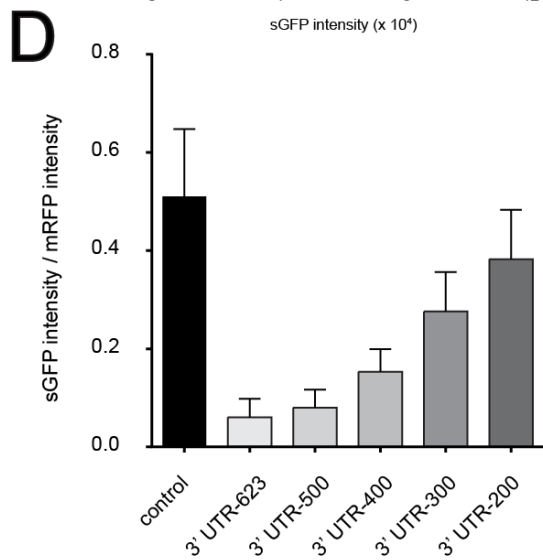 D
sGFP intensity (x 10⁴)
sGFP intensity / mRFP intensity
0.8
0.6
0.4
0.2
0.0
control
3' UTR-623
3' UTR-500
3' UTR-400
3' UTR-300
3' UTR-200